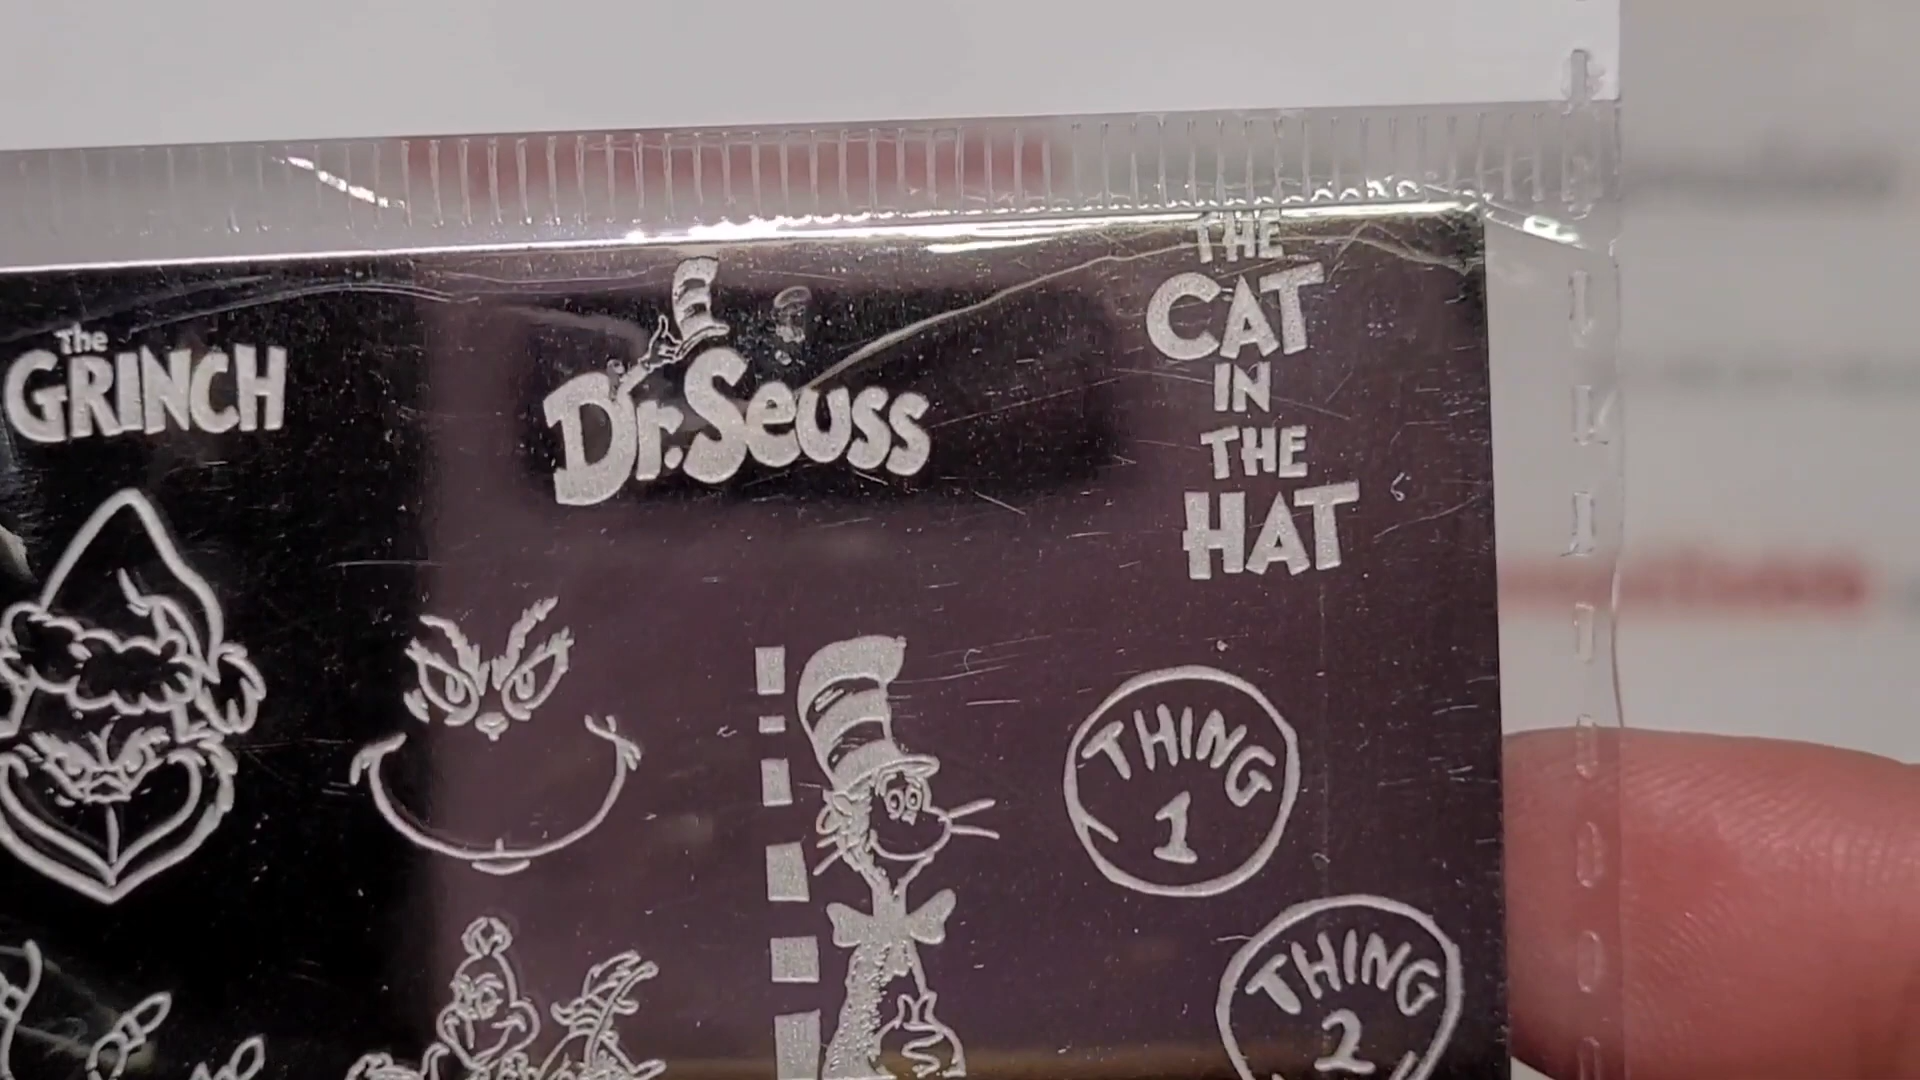 The
GRINCH
Dr. Seuss
THE
CAT
IN
THE
HAT
THING
1
THING
2